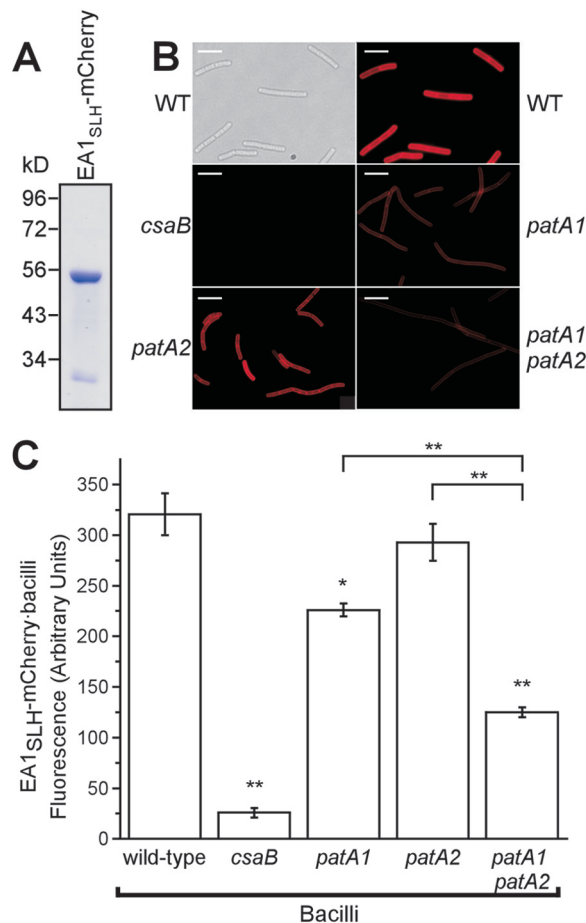 A
EA1SLH-mCherry
kD
96
72
56
43
34
B
WT
WT
csaB
patA1
patA2
patA1
patA2
C
EA1SLH-mCherry·bacilli
Fluorescence (Arbitrary Units)
350
300
250
200
150
100
50
0
**
**
*
**
**
wild-type
csaB
patA1
patA2
patA1
patA2
Bacilli